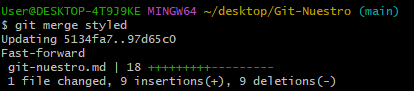 User@DESKTOP-4T9J9KE MINGW64 ~/desktop/Git-Nuestro (main)
$ git merge styled
Updating 5134fa7..97d65c0
Fast-forward
 git-nuestro.md | 18 +++++++++---------
 1 file changed, 9 insertions(+), 9 deletions(-)